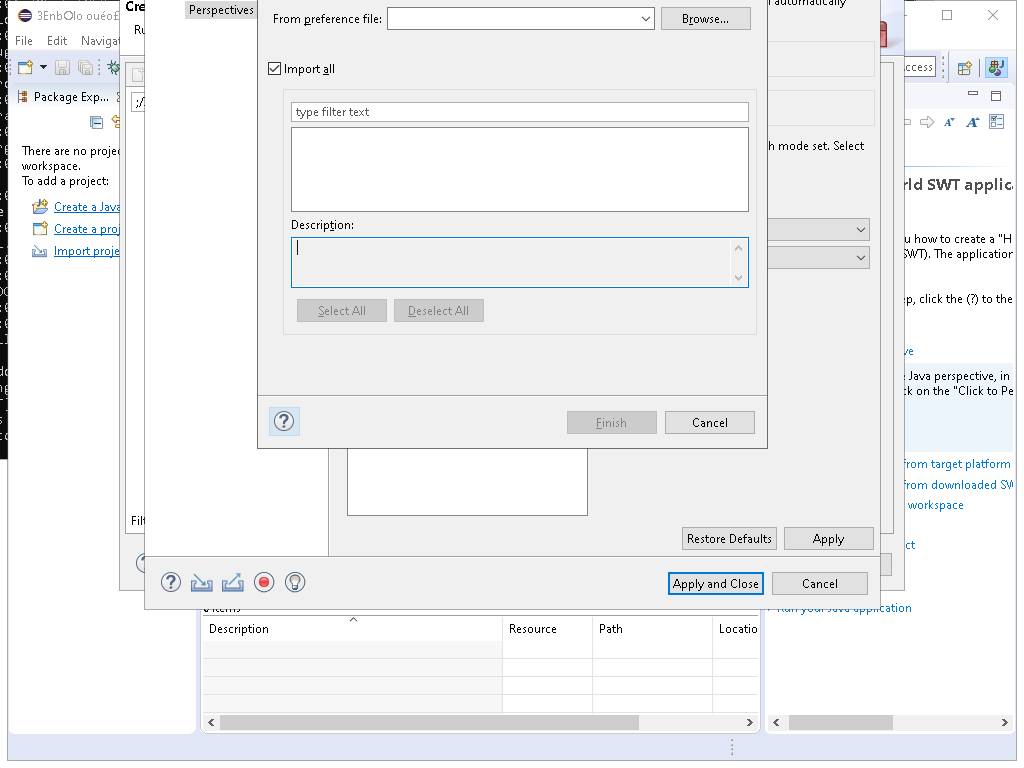 Cre
automatically
Perspectives
From preference file:
Browse...
3EnbOlo ouéo
Ru
File Edit Navigat
Import all
ccess
Package Exp...
;/
type filter text
There are no projec
workspace.
To add a project:
h mode set. Select
rld SWT applic
Create a Java
Create a proj
Import proje
Description:
u how to create a "H
SWT). The application
ep, click the (?) to the
Select All
Deselect All
ve
e Java perspective, in
ck on the "Click to Pe
Finish
Cancel
from target platform
from downloaded SW
workspace
Filt
Restore Defaults
Apply
ct
Apply and Close
Cancel
0 items
Run your Java application
Description
Resource
Path
Locatio